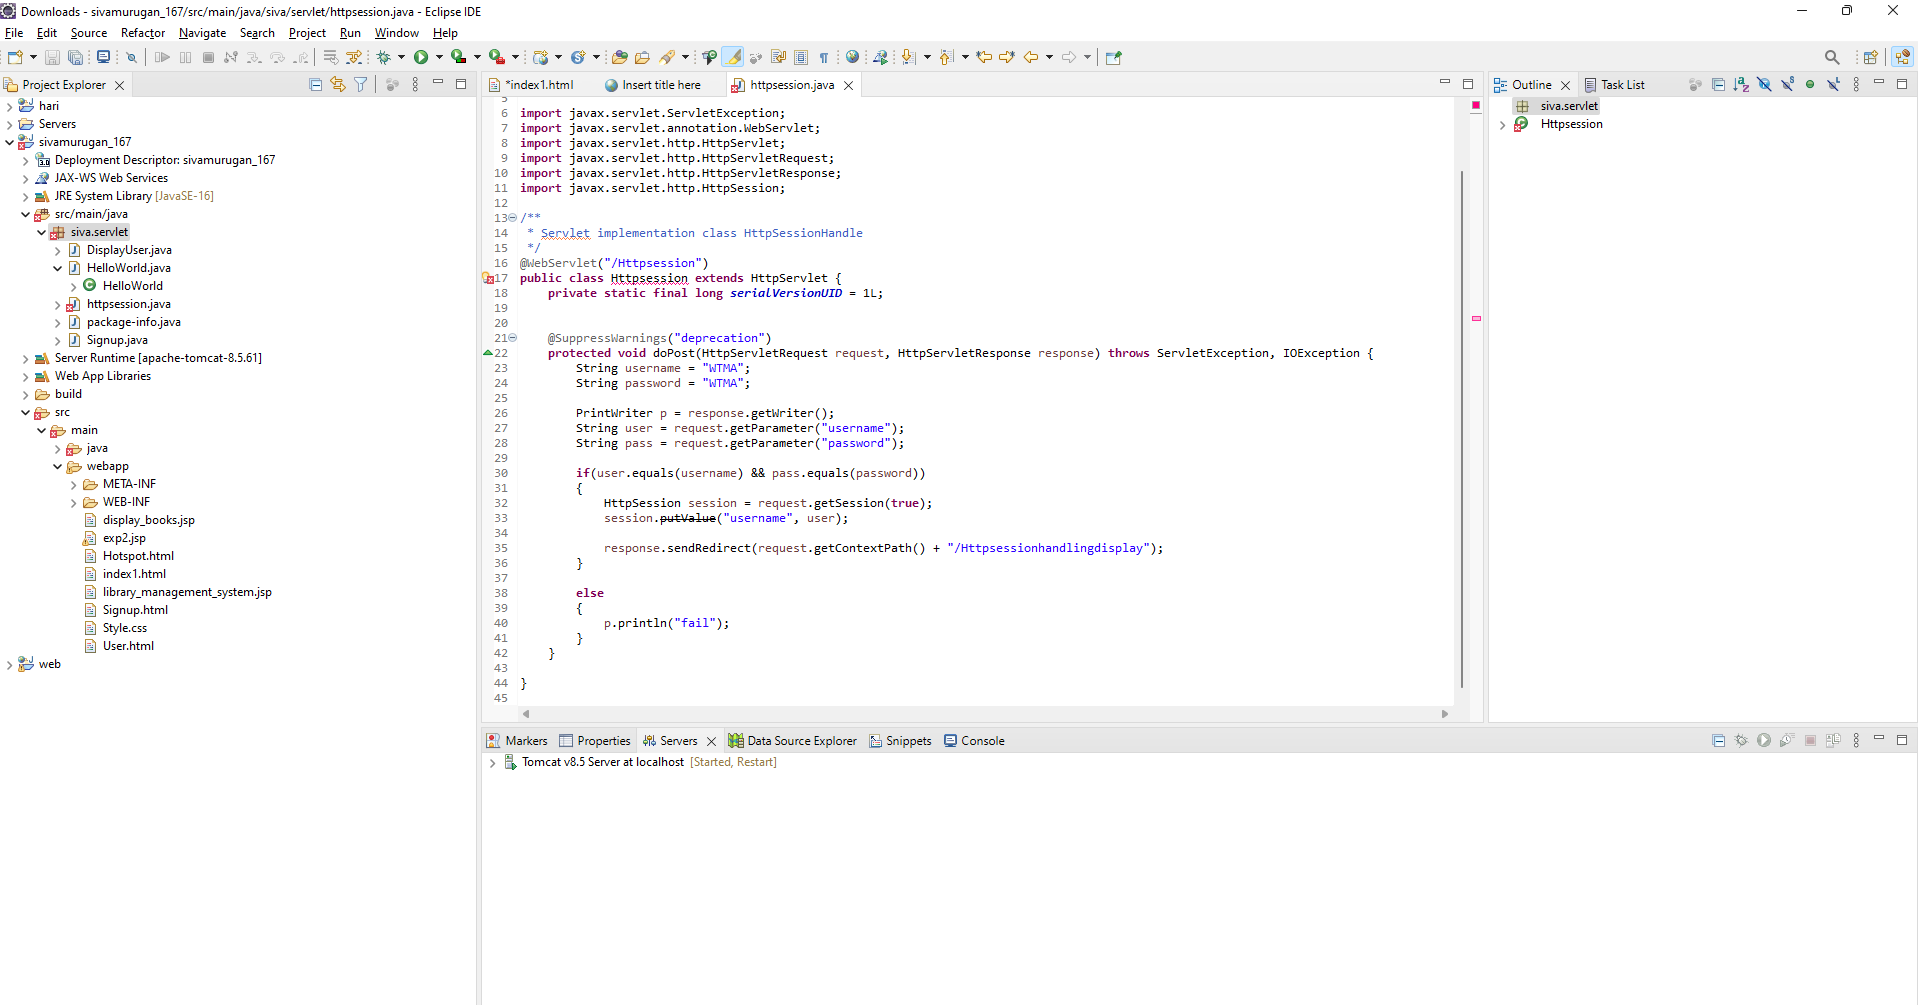 Downloads - sivamurugan_167/src/main/java/siva/servlet/httpsession.java - Eclipse IDE
File Edit Source Refactor Navigate Search Project Run Window Help
Project Explorer
hari
Servers
sivamurugan_167
Deployment Descriptor: sivamurugan_167
JAX-WS Web Services
JRE System Library [JavaSE-16]
src/main/java
siva.servlet
DisplayUser.java
HelloWorld.java
HelloWorld
httpsession.java
package-info.java
Signup.java
Server Runtime [apache-tomcat-8.5.61]
Web App Libraries
build
src
main
java
webapp
META-INF
WEB-INF
display_books.jsp
exp2.jsp
Hotspot.html
index1.html
library_management_system.jsp
Signup.html
Style.css
User.html
web
*index1.html Insert title here httpsession.java
5
6 import javax.servlet.ServletException;
7 import javax.servlet.annotation.WebServlet;
8 import javax.servlet.http.HttpServlet;
9 import javax.servlet.http.HttpServletRequest;
10 import javax.servlet.http.HttpServletResponse;
11 import javax.servlet.http.HttpSession;
12
13 /**
14 * Servlet implementation class HttpSessionHandle
15 */
16 @WebServlet("/Httpsession")
17 public class Httpsession extends HttpServlet {
18 private static final long serialVersionUID = 1L;
19
20
21 @SuppressWarnings("deprecation")
22 protected void doPost(HttpServletRequest request, HttpServletResponse response) throws ServletException, IOException {
23 String username = "WTMA";
24 String password = "WTMA";
25
26 PrintWriter p = response.getWriter();
27 String user = request.getParameter("username");
28 String pass = request.getParameter("password");
29
30 if(user.equals(username) && pass.equals(password))
31 {
32 HttpSession session = request.getSession(true);
33 session.putValue("username", user);
34
35 response.sendRedirect(request.getContextPath() + "/Httpsessionhandlingdisplay");
36 }
37
38 else
39 {
40 p.println("fail");
41 }
42 }
43
44 }
45
Outline Task List
siva.servlet
Httpsession
Markers Properties Servers Data Source Explorer Snippets Console
Tomcat v8.5 Server at localhost [Started, Restart]